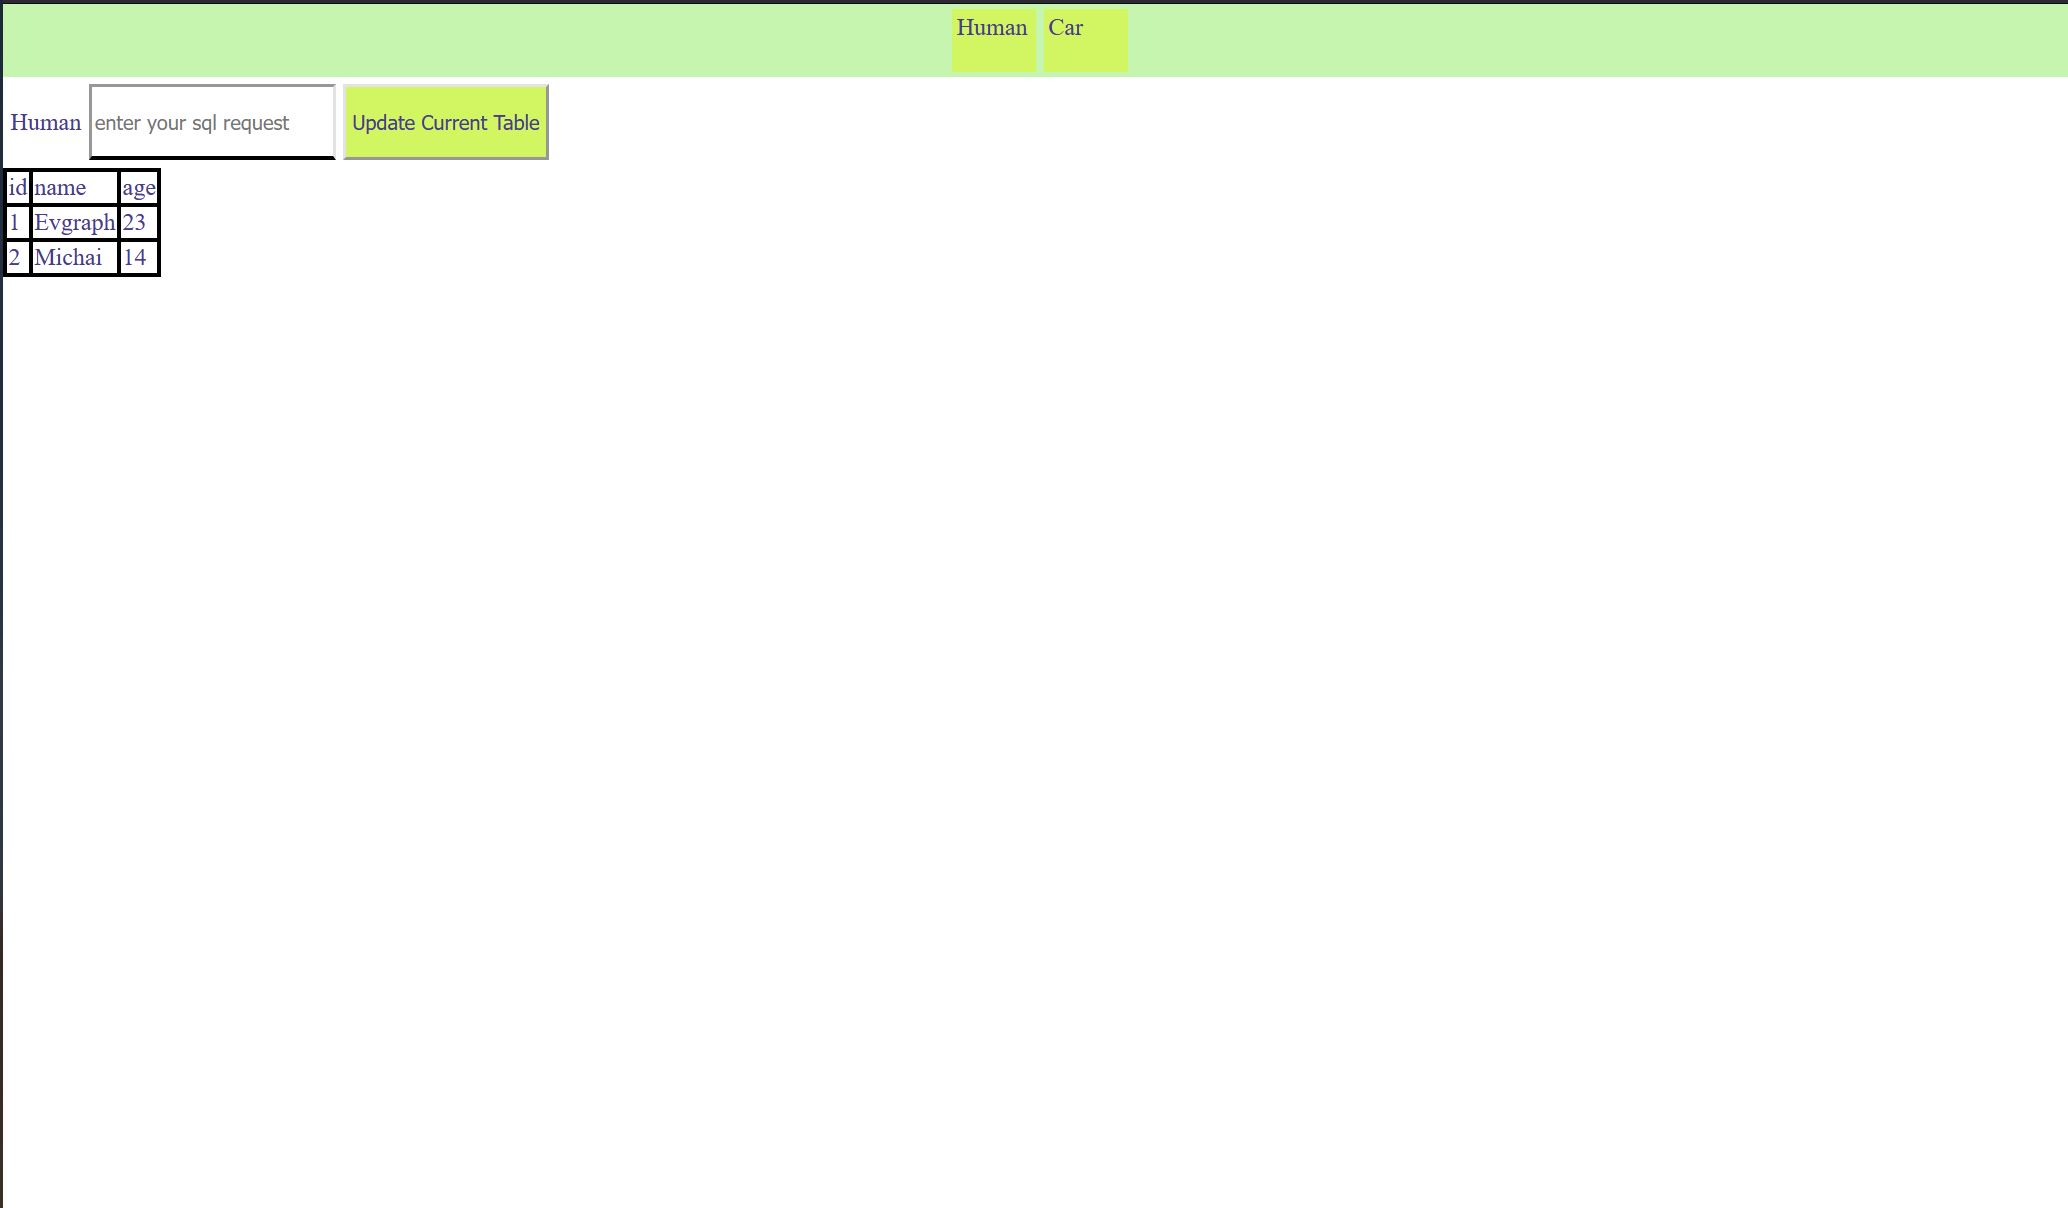 Human Car
Human enter your sql request Update Current Table
id name age
1 Evgraph 23
2 Michai 14